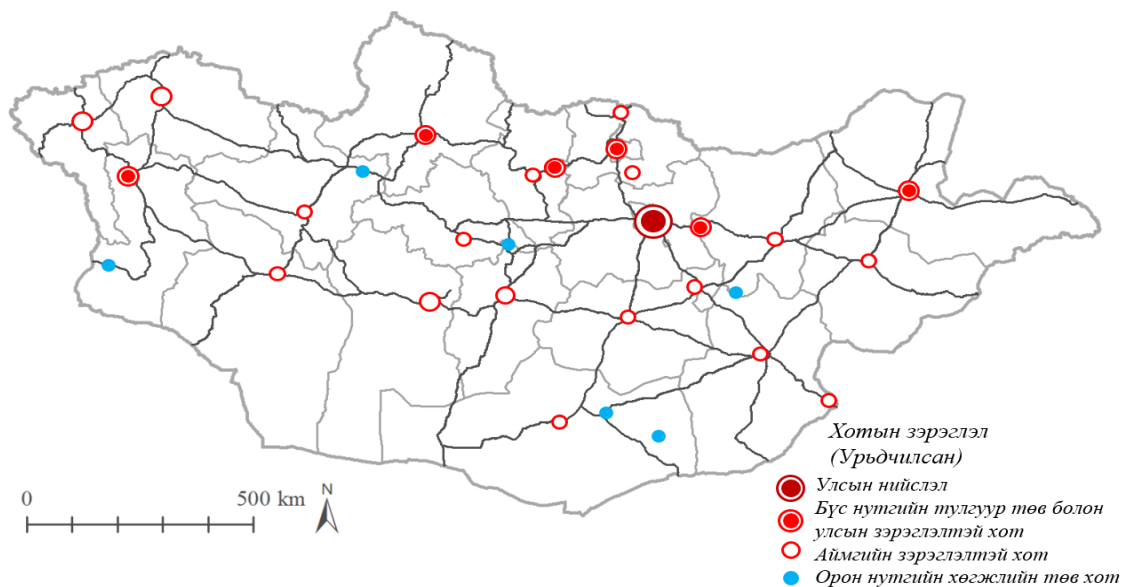 0 500 km N
Хотын зэрэглэл
(Урьдчилсан)
Улсын нийслэл
Бүс нутгийн тулгуур төв болон
улсын зэрэглэлтэй хот
Аймгийн зэрэглэлтэй хот
Орон нутгийн хөгжлийн төв хот